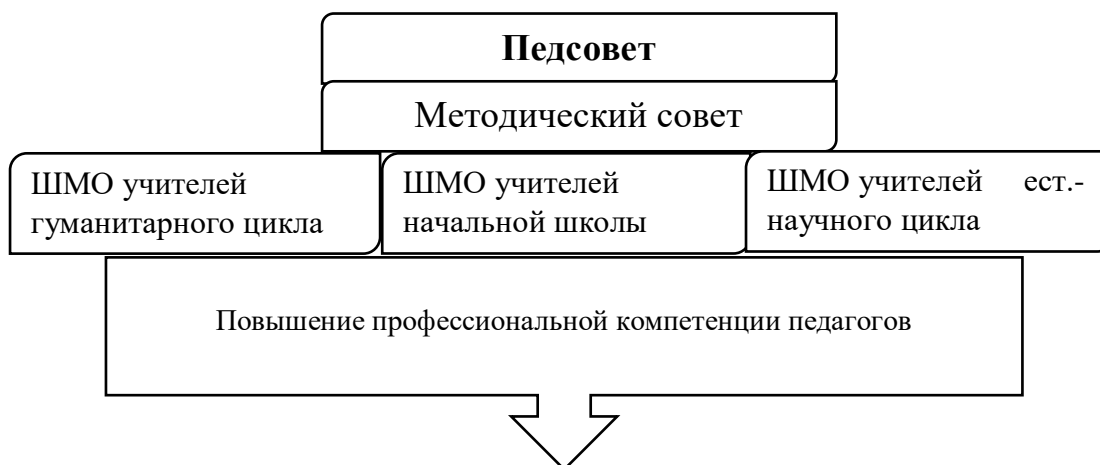 Педсовет
Методический совет
ШМО учителей
гуманитарного цикла
ШМО учителей
начальной школы
ШМО учителей ест.-
научного цикла
Повышение профессиональной компетенции педагогов